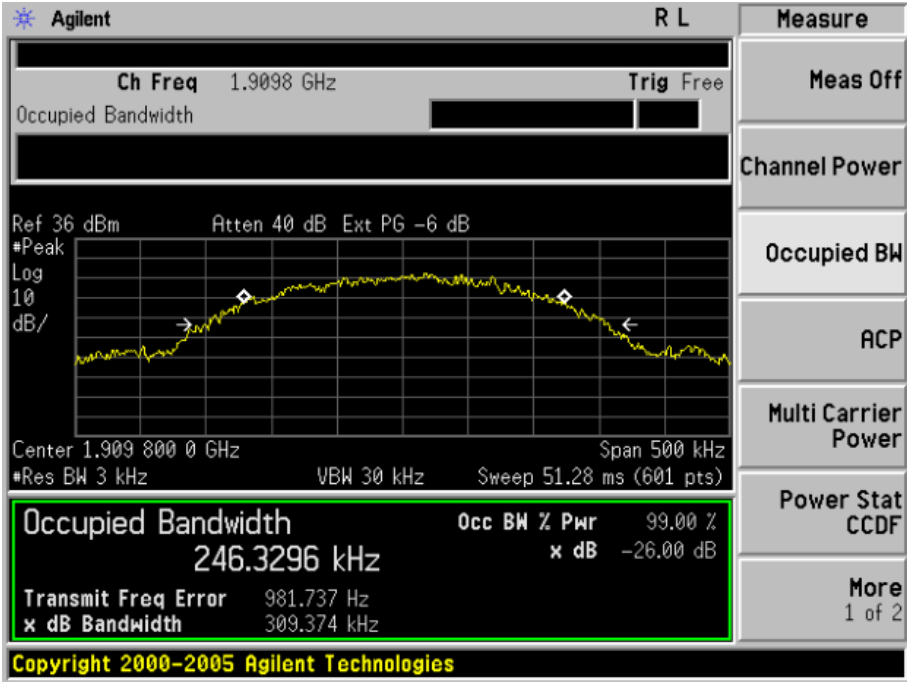 Agilent R L Measure
Ch Freq 1.9098 GHz Trig Free
Meas Off
Occupied Bandwidth
Channel Power
Ref 36 dBm Atten 40 dB Ext PG -6 dB
#Peak
Log
10
dB/
Occupied BW
ACP
Multi Carrier
Power
Center 1.909 800 0 GHz Span 500 kHz
#Res BW 3 kHz VBW 30 kHz Sweep 51.28 ms (601 pts)
Power Stat
CCDF
Occupied Bandwidth Occ BW % Pwr 99.00 %
246.3296 kHz x dB -26.00 dB
Transmit Freq Error 981.737 Hz
x dB Bandwidth 309.374 kHz
More
1 of 2
Copyright 2000-2005 Agilent Technologies